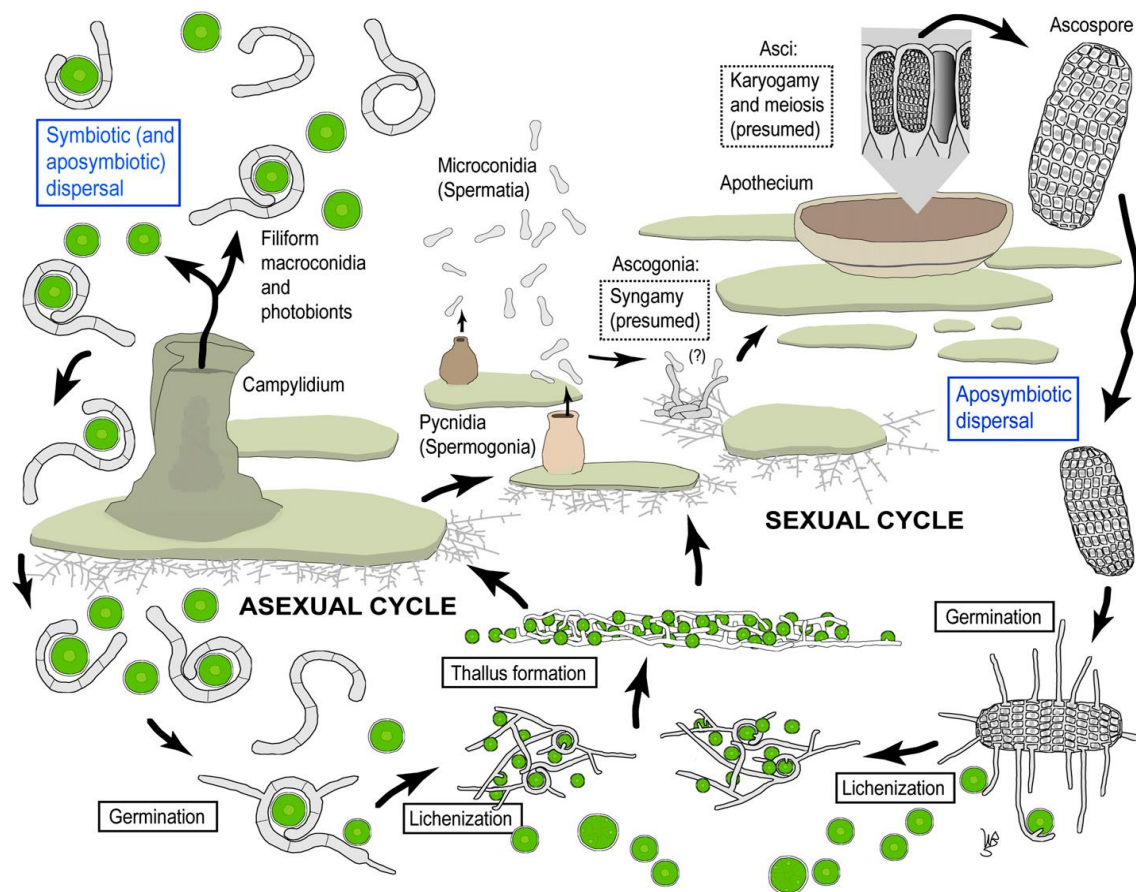 Ascospore
Asci:
Karyogamy
and meiosis
(presumed)
Symbiotic (and
aposymbiotic)
dispersal
Microconidia
(Spermatia)
Apothecium
Filiform
macroconidia
and
photobionts
Ascogonia:
Syngamy
(presumed)
(?)
Campylidium
Aposymbiotic
dispersal
Pycnidia
(Spermogonia)
SEXUAL CYCLE
ASEXUAL CYCLE
Germination
Thallus formation
Germination
Lichenization
Lichenization